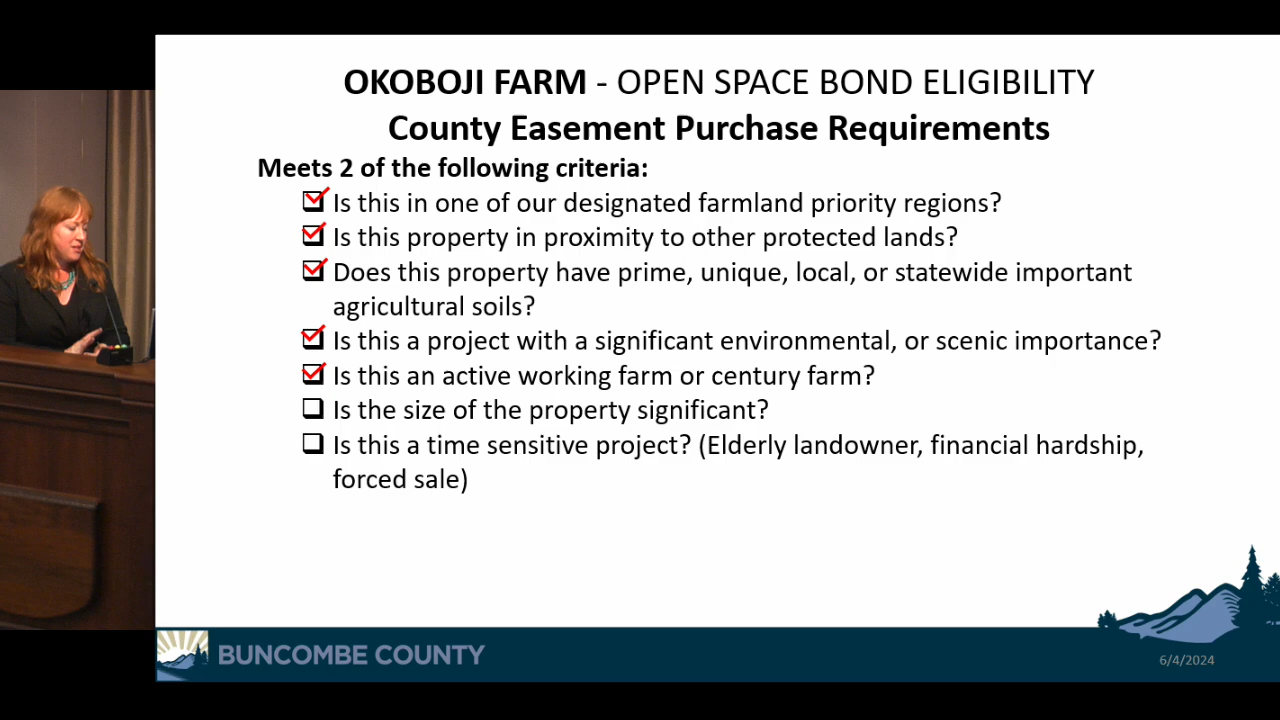 OKOBOJI FARM - OPEN SPACE BOND ELIGIBILITY
County Easement Purchase Requirements
Meets 2 of the following criteria:
Is this in one of our designated farmland priority regions?
Is this property in proximity to other protected lands?
Does this property have prime, unique, local, or statewide important
agricultural soils?
Is this a project with a significant environmental, or scenic importance?
Is this an active working farm or century farm?
Is the size of the property significant?
Is this a time sensitive project? (Elderly landowner, financial hardship,
forced sale)
BUNCOMBE COUNTY
6/4/2024